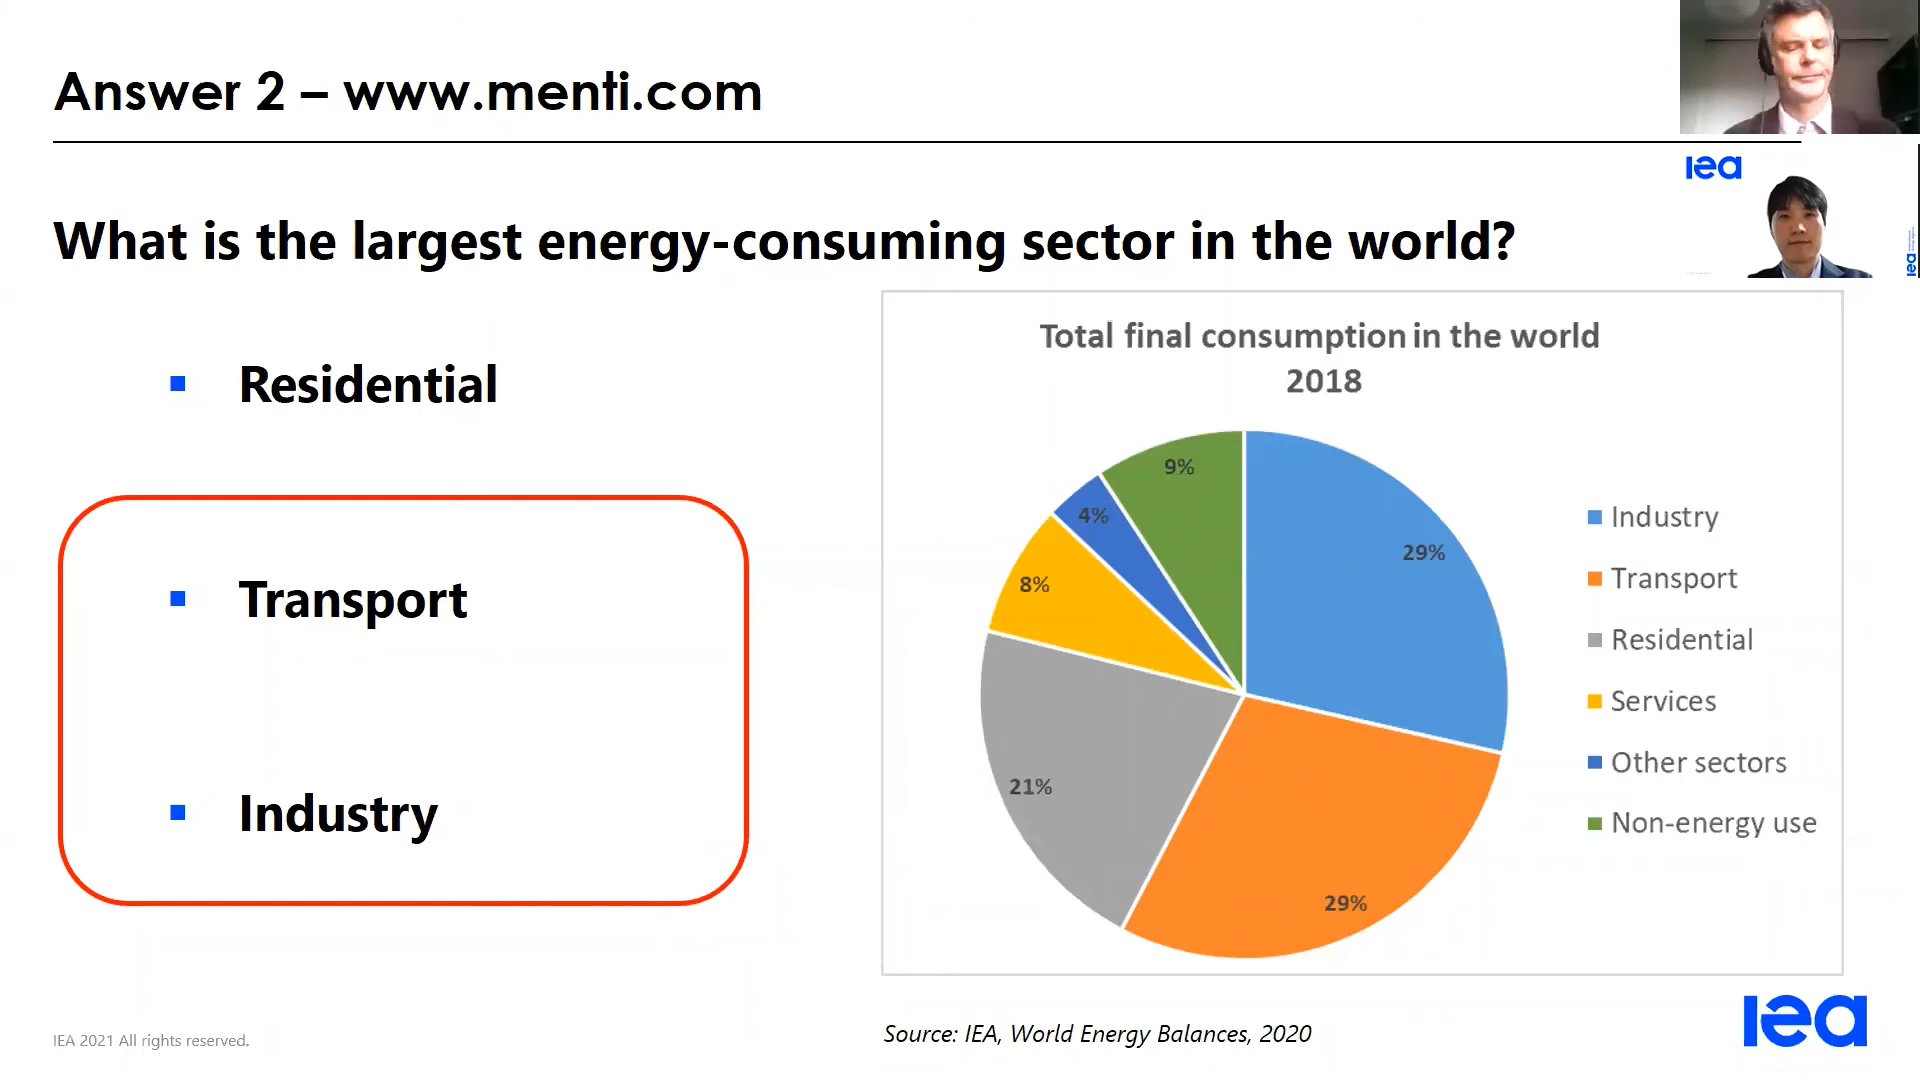 Answer 2 – www.menti.com
iea
What is the largest energy-consuming sector in the world?
iea
Residential
Transport
Industry
Total final consumption in the world
2018
9%
4%
29%
8%
21%
29%
Industry
Transport
Residential
Services
Other sectors
Non-energy use
Source: IEA, World Energy Balances, 2020
IEA 2021 All rights reserved.
iea